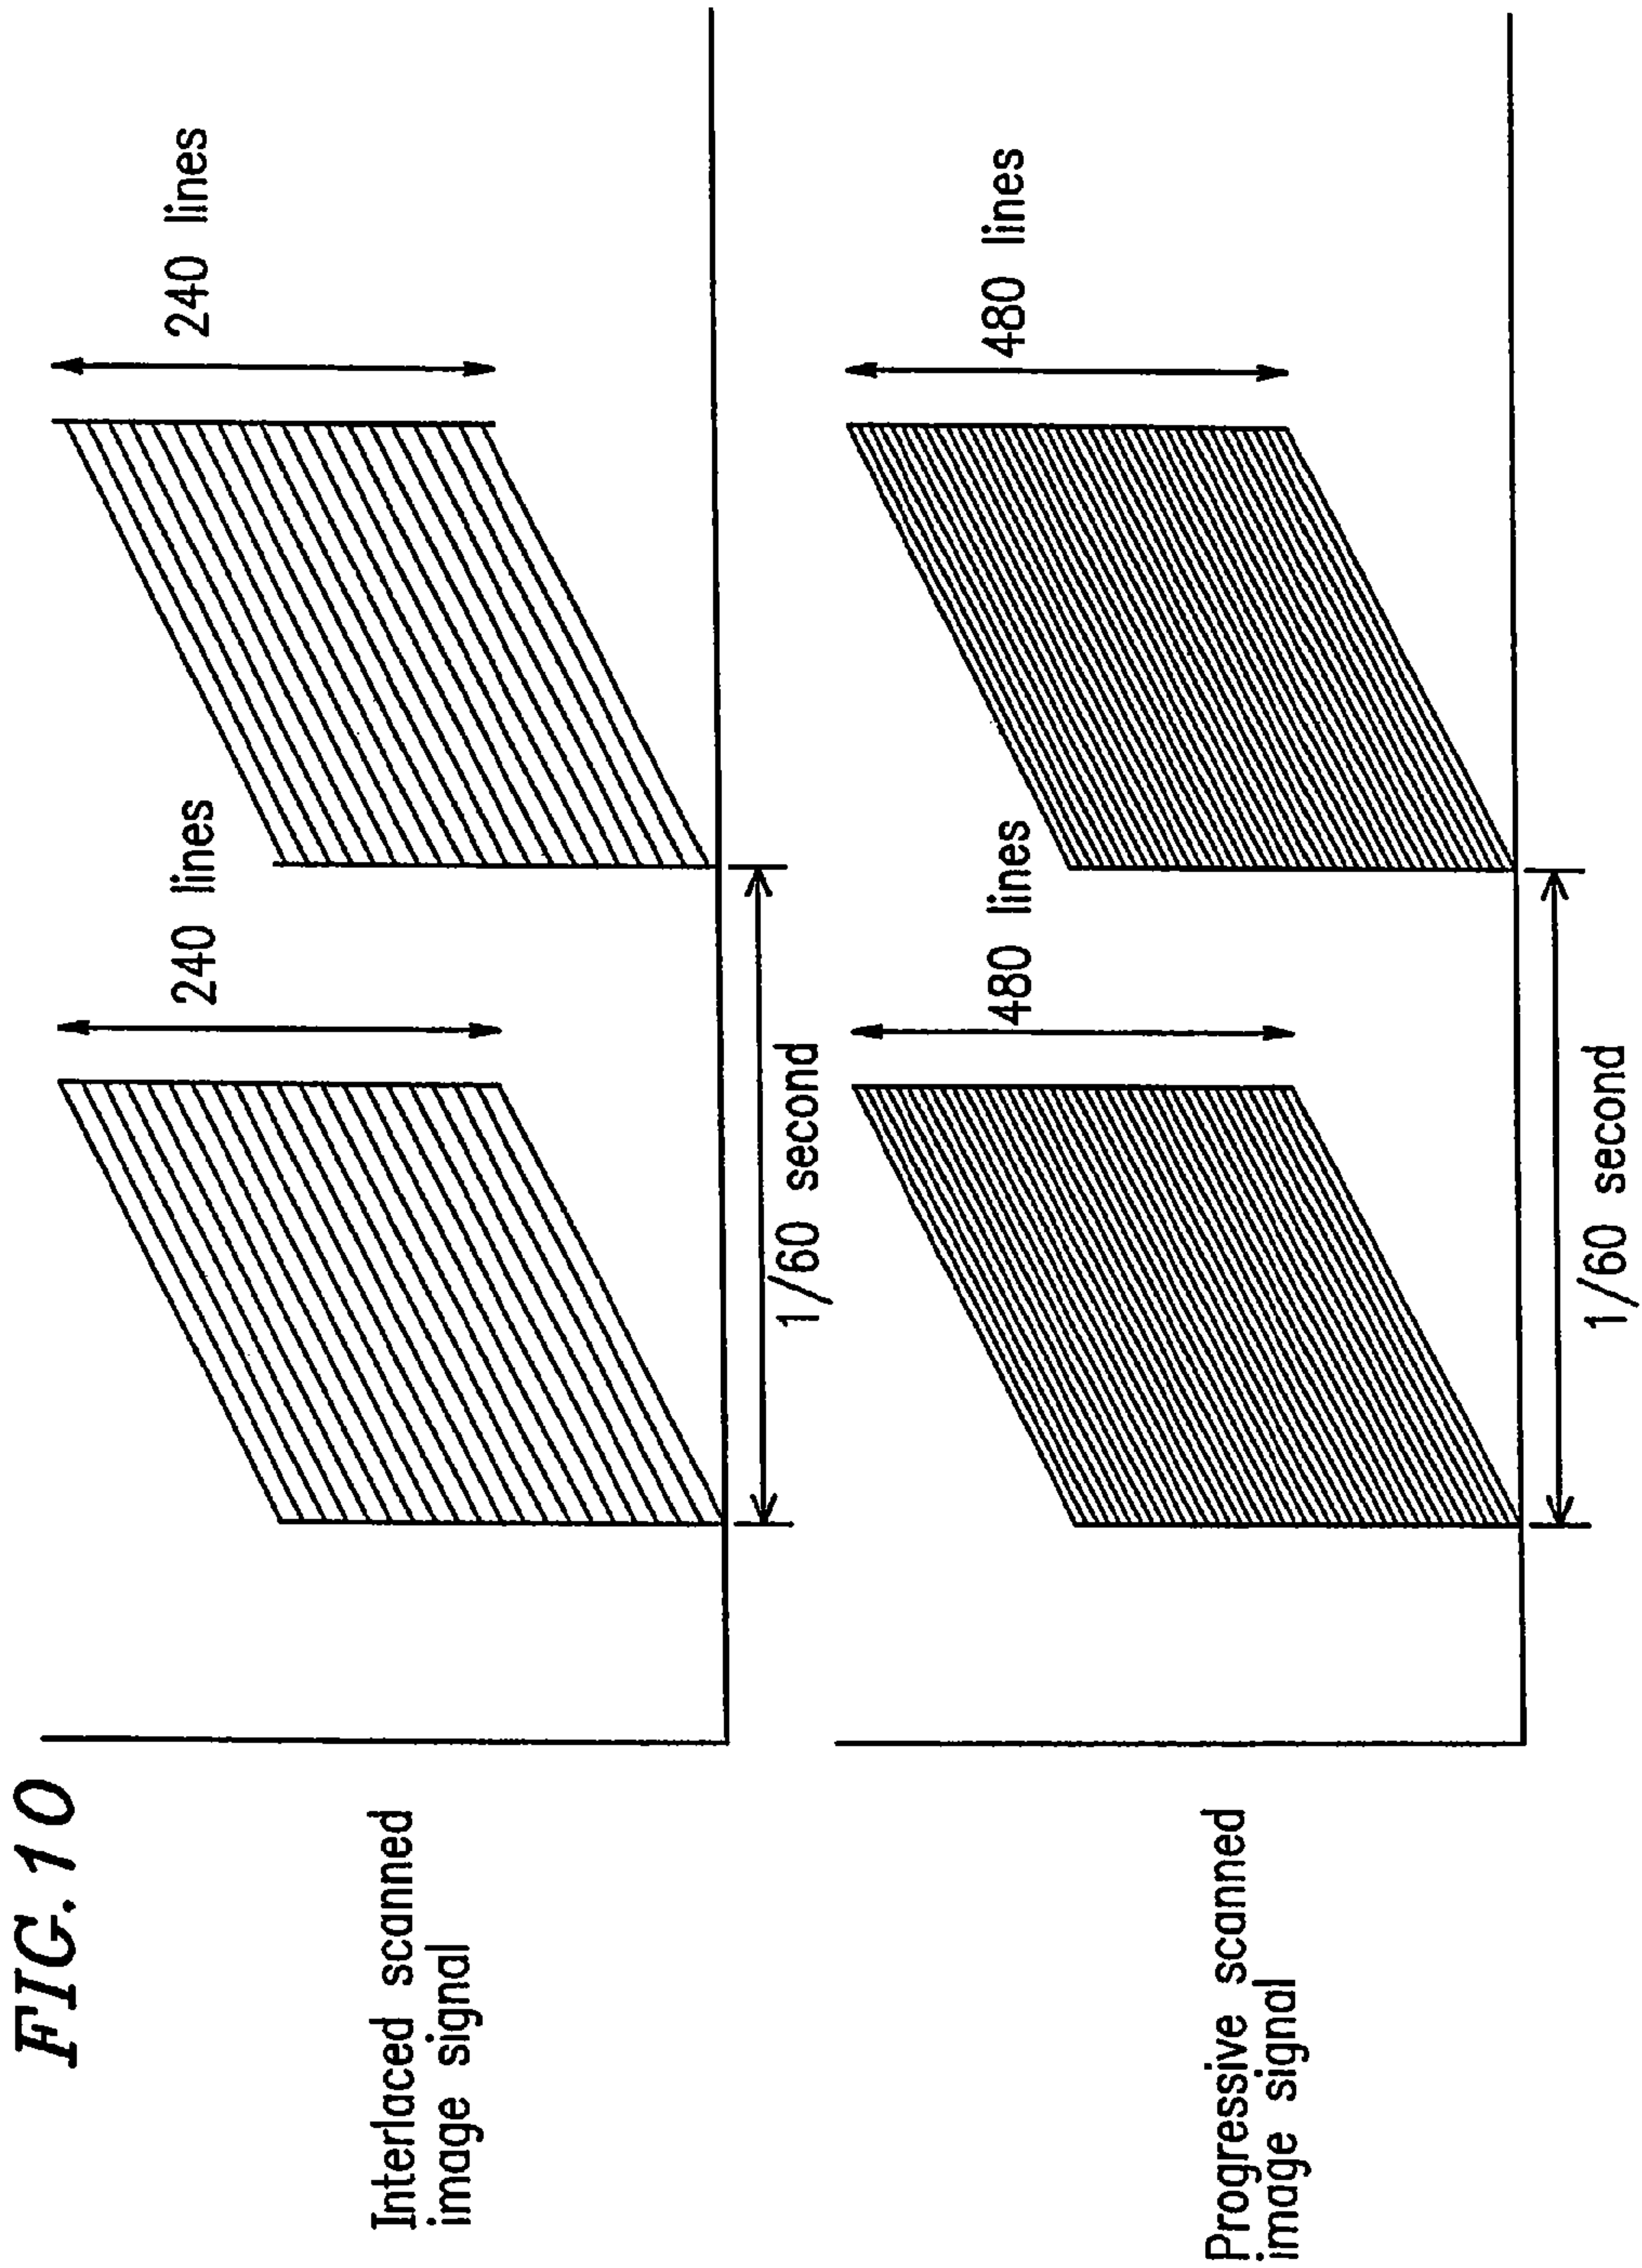 FIG. 10
Interlaced scanned
image signal
240 lines
240 lines
1/60 second
Progressive scanned
image signal
480 lines
480 lines
1/60 second